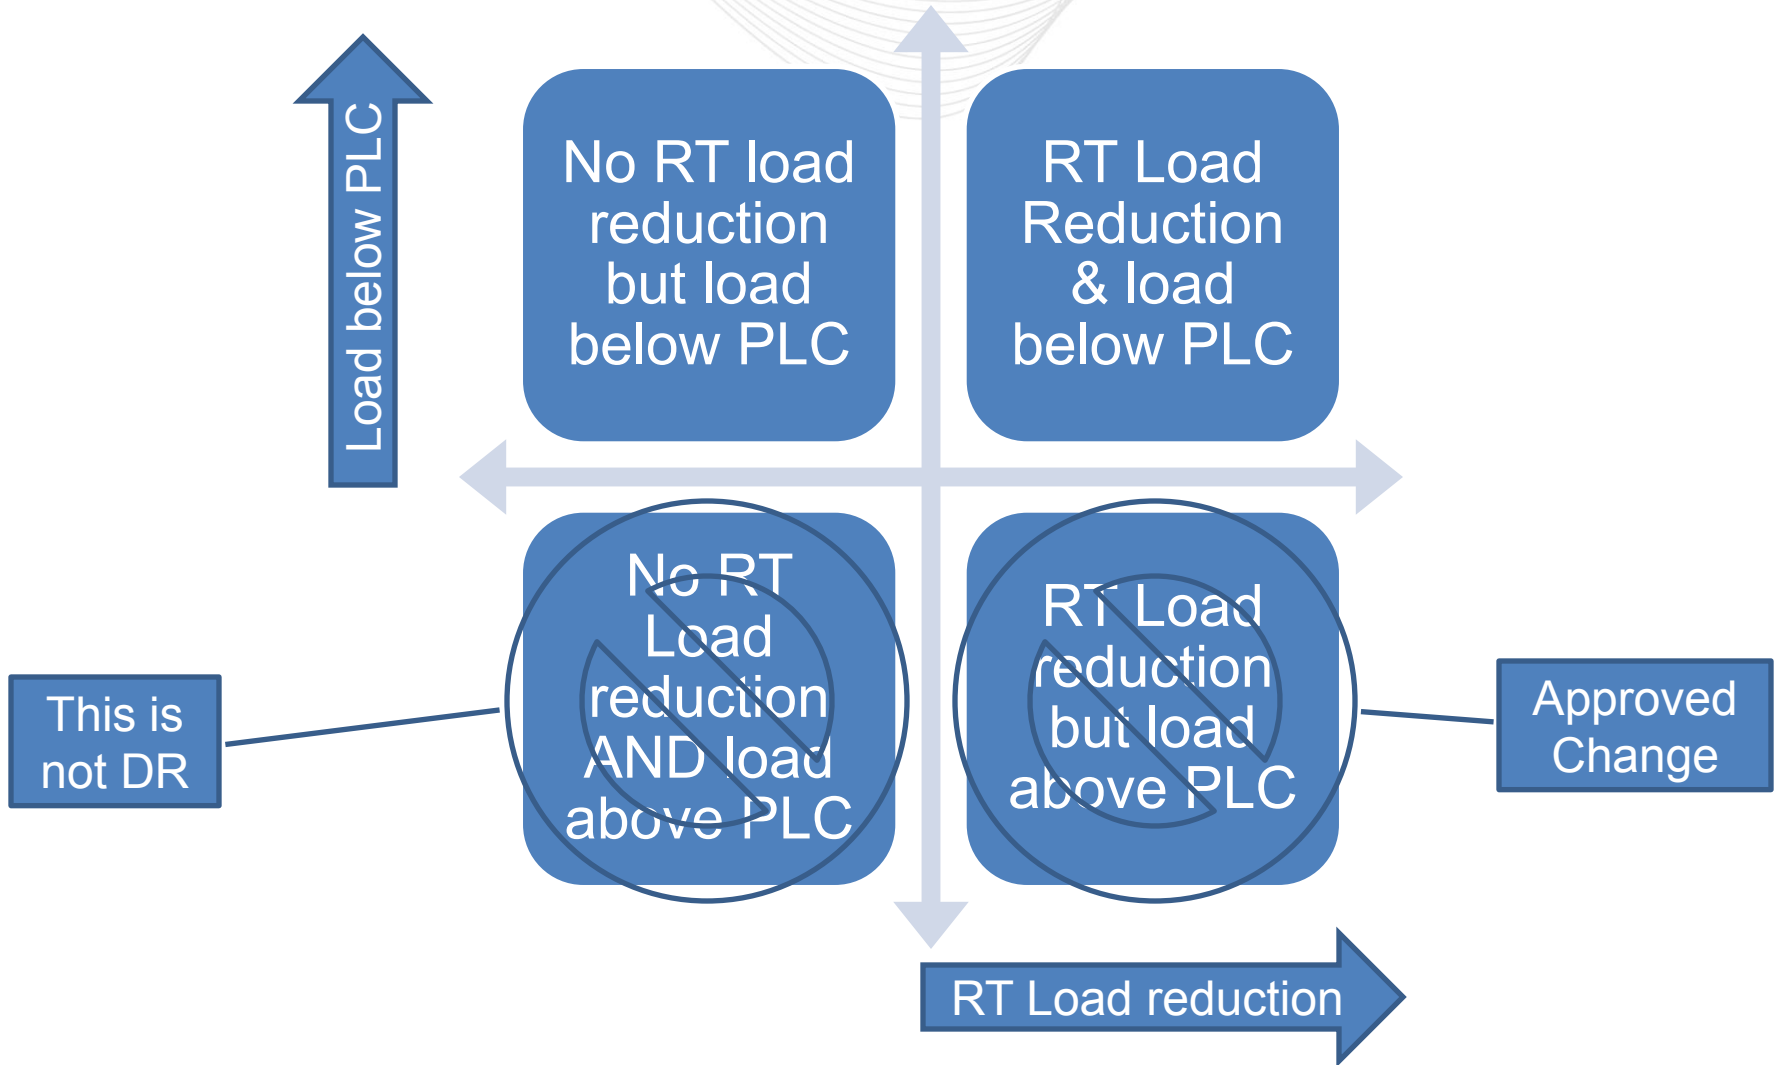 Load below PLC
No RT load
reduction
but load
below PLC
RT Load
Reduction
& load
below PLC
No RT
Load
reduction
AND load
above PLC
RT Load
reduction
but load
above PLC
This is
not DR
Approved
Change
RT Load reduction